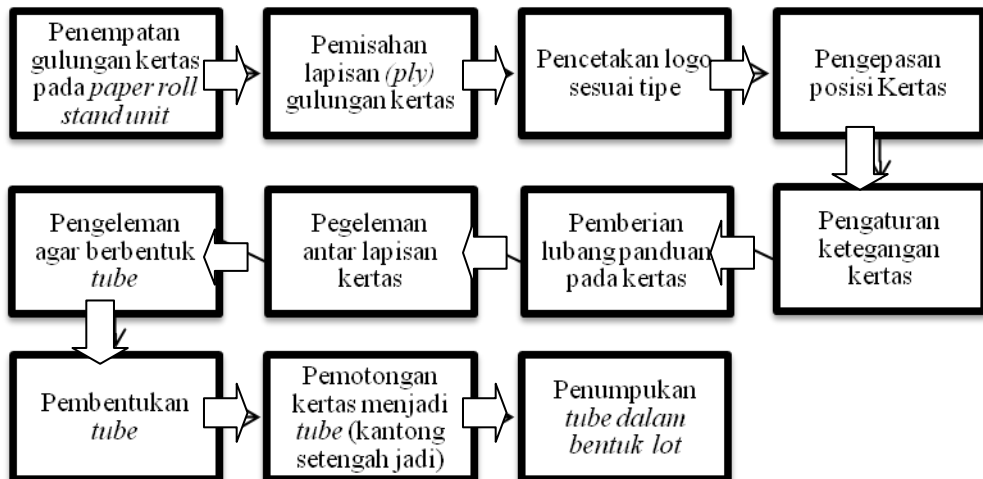 Penempatan
gulungan kertas
pada paper roll
stand unit
Pemisahan
lapisan (ply)
gulungan kertas
Pencetakan logo
sesuai tipe
Pengepasan
posisi Kertas
Pengaturan
ketegangan
kertas
Pemberian
lubang panduan
pada kertas
Pegeleman
antar lapisan
kertas
Pengeleman
agar berbentuk
tube
Pembentukan
tube
Pemotongan
kertas menjadi
tube (kantong
setengah jadi)
Penumpukan
tube dalam
bentuk lot